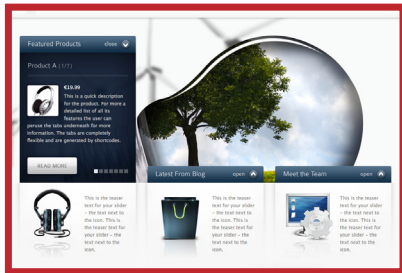 Featured Products
close
Product A (1/7)
€19.99
This is a quick description
for the product. For more a
detailed list of all its
features the user can
peruse the tabs underneath for more
information. The tabs are completely
flexible and are generated by shortcodes.
READ MORE
Latest From Blog
open
Meet the Team
open
This is the teaser
text for your slider
– the text next to
the icon. This is
the teaser text for
your slider – the
text next to the
icon.
This is the teaser
text for your slider
– the text next to
the icon. This is
the teaser text for
your slider – the
text next to the
icon.
This is the teaser
text for your slider
– the text next to
the icon. This is
the teaser text for
your slider – the
text next to the
icon.